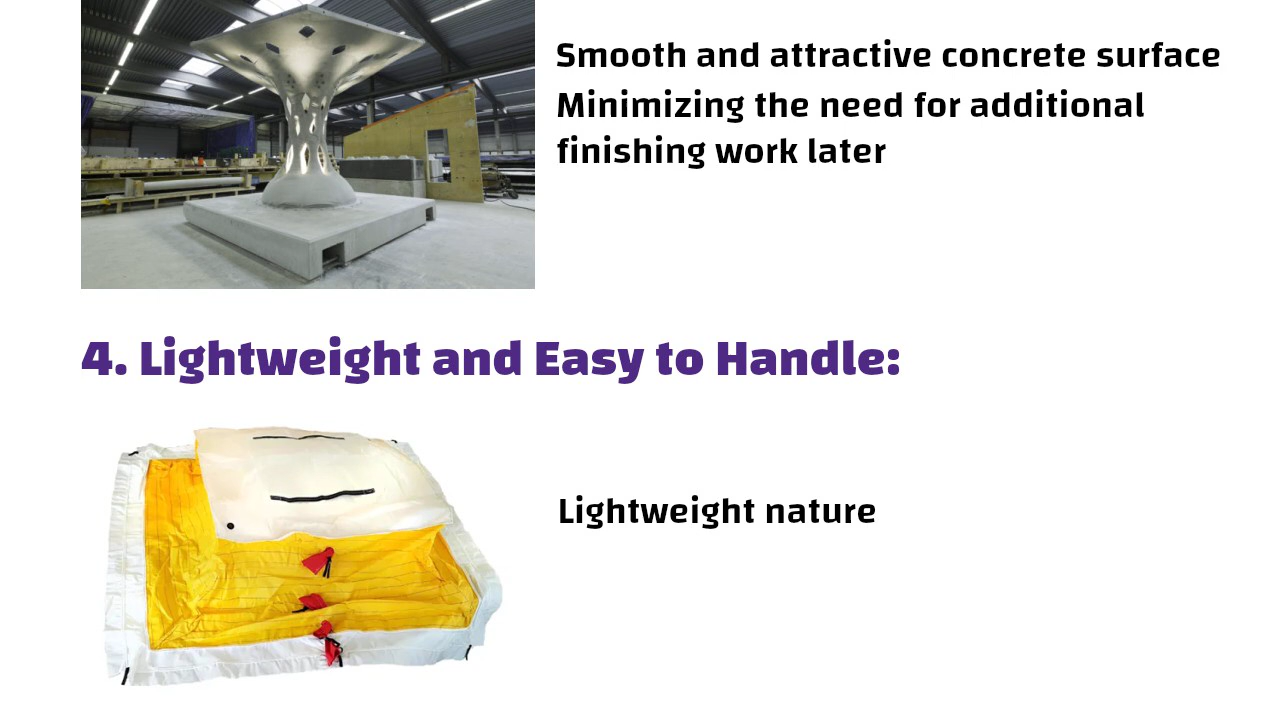 Smooth and attractive concrete surface
Minimizing the need for additional
finishing work later
4. Lightweight and Easy to Handle:
Lightweight nature